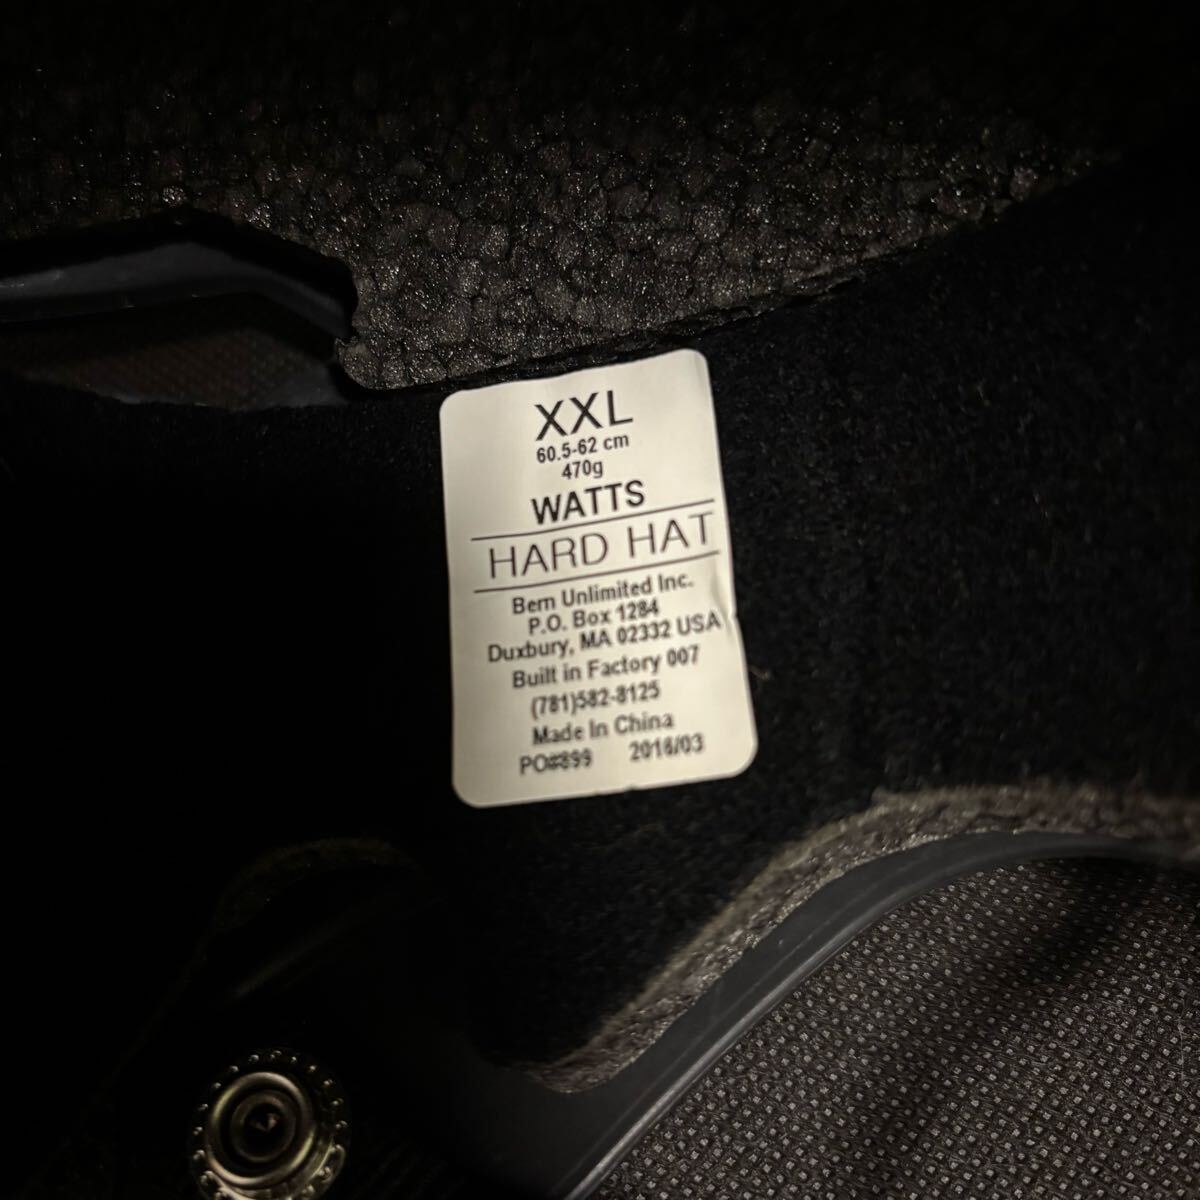 XXL
60.5-62 cm
470g
WATTS
HARD HAT
Bern Unlimited Inc.
P.O. Box 1284
Duxbury, MA 02332 USA
Built in Factory 007
(781)582-8125
Made In China
PO#899 2016/03